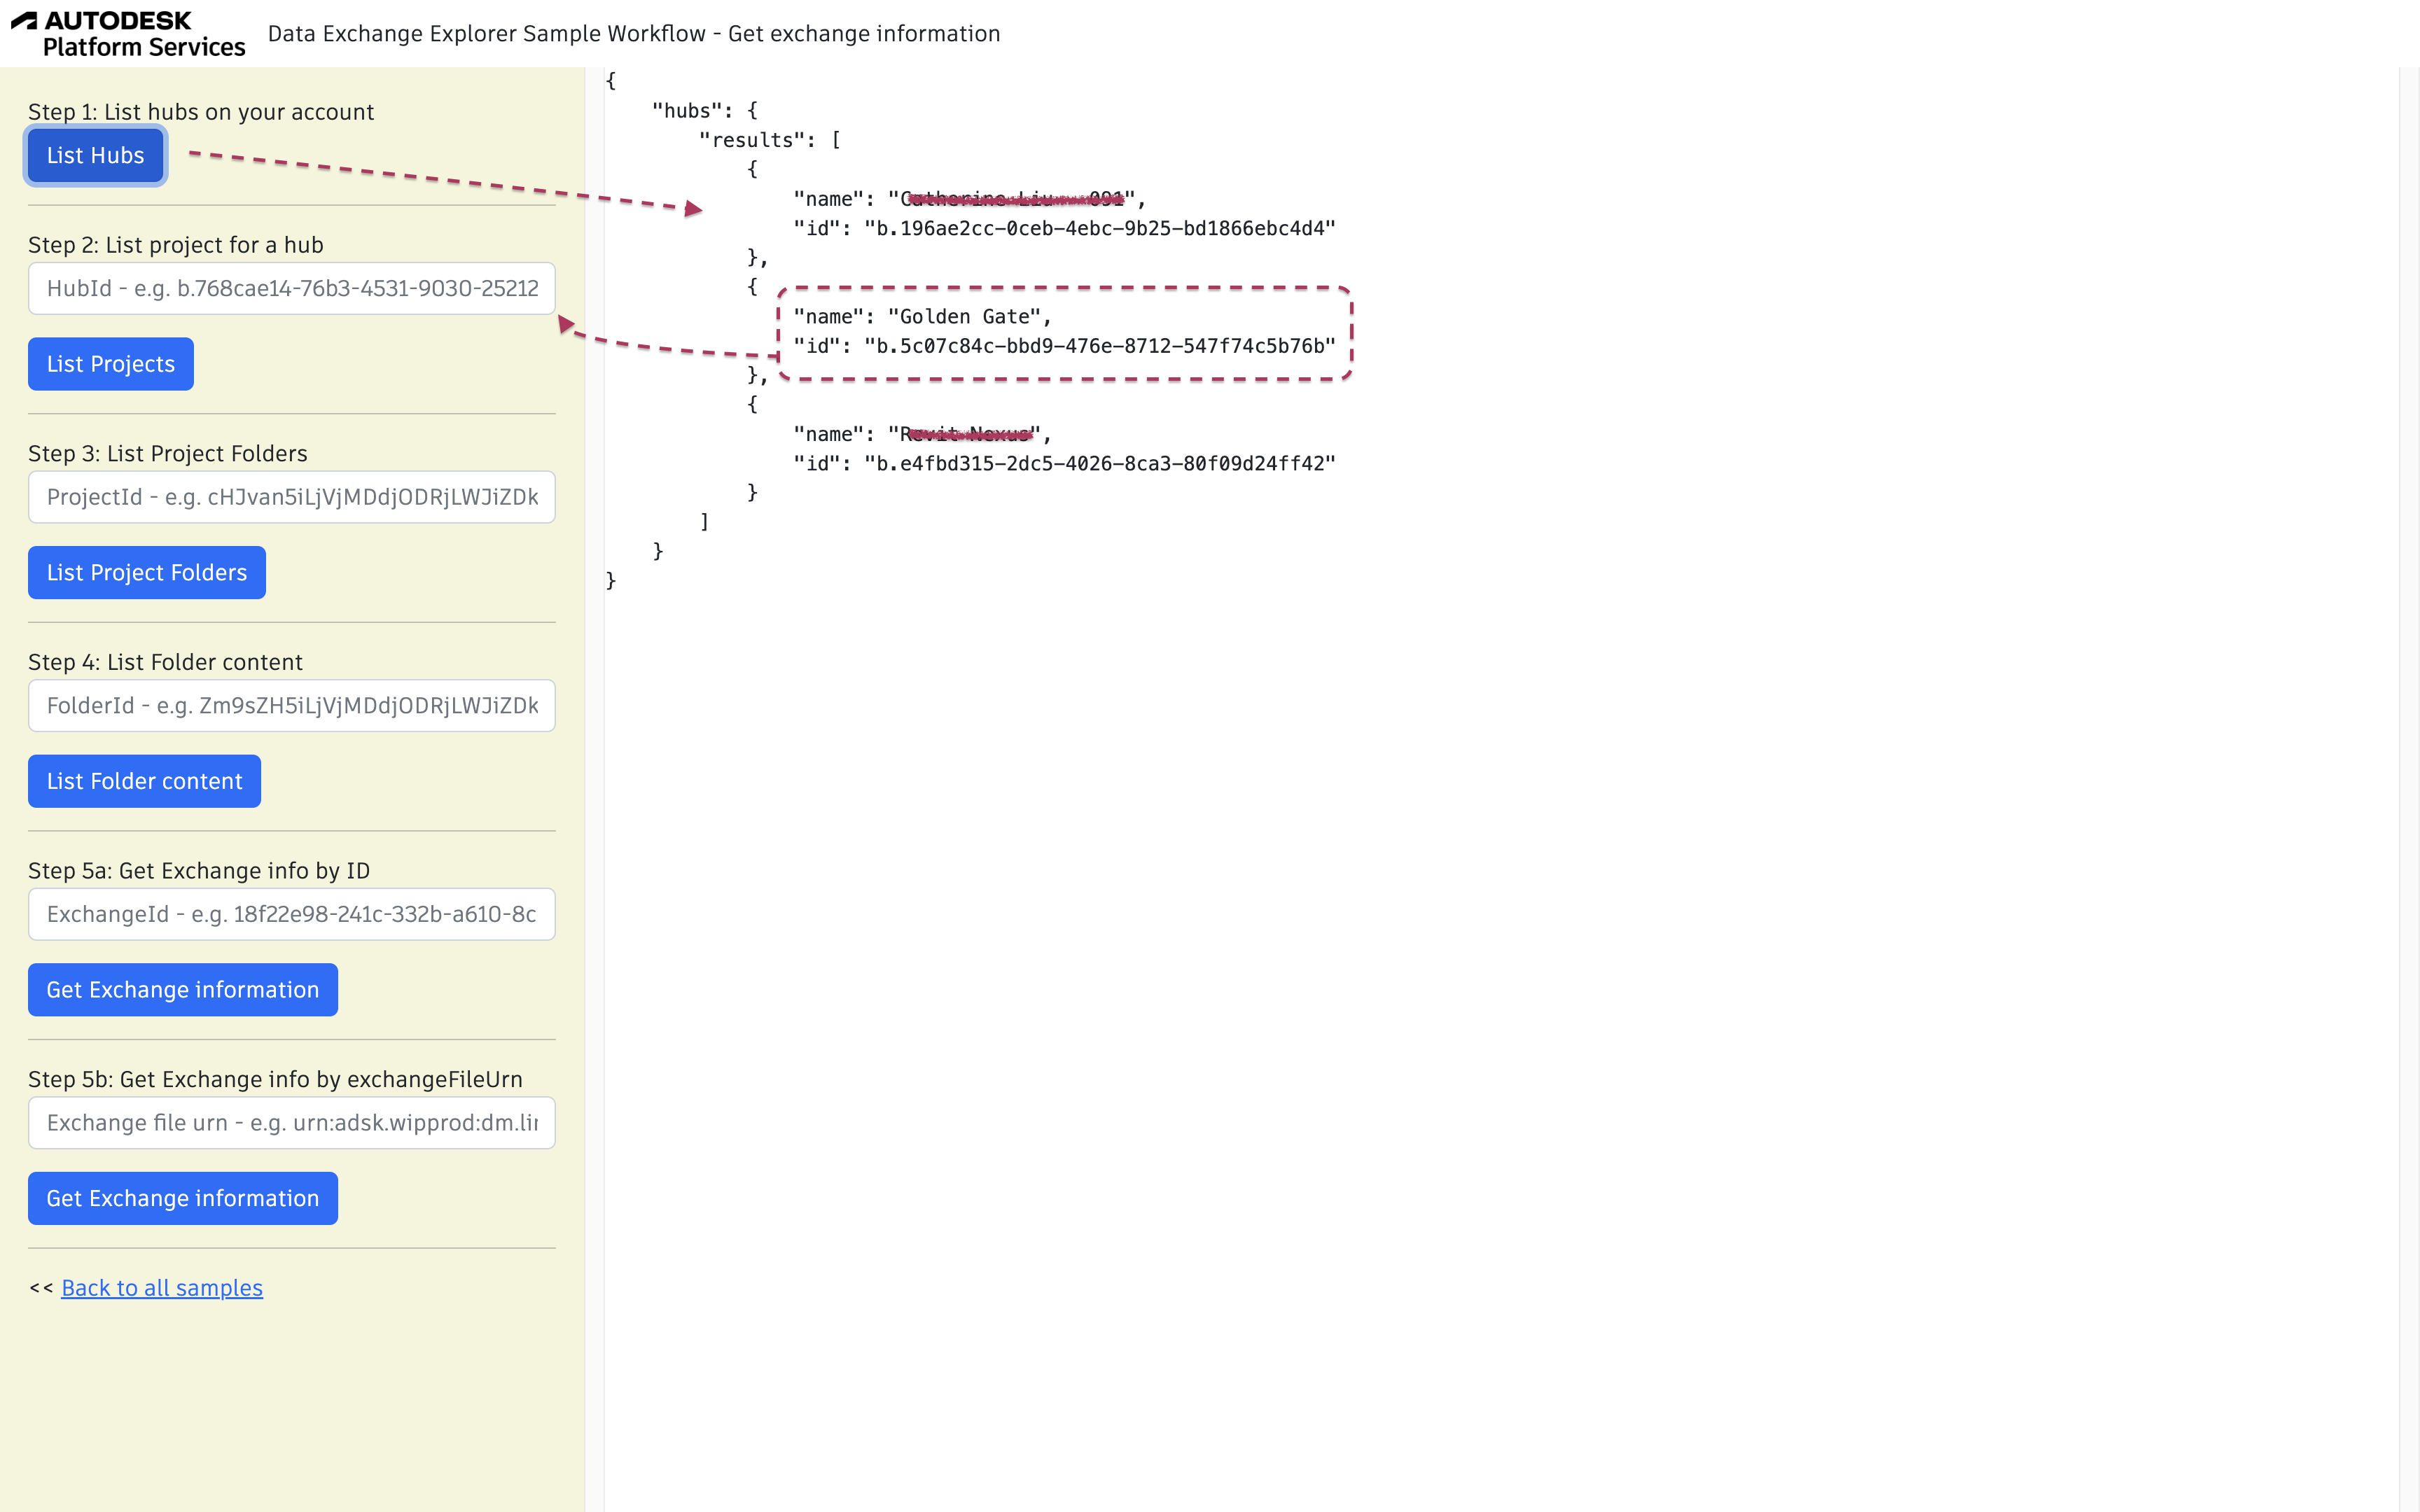 AUTODESK
Platform Services
Data Exchange Explorer Sample Workflow - Get exchange information
Step 1: List hubs on your account
List Hubs
Step 2: List project for a hub
HubId - e.g. b.768cae14-76b3-4531-9030-25212
List Projects
Step 3: List Project Folders
ProjectId - e.g. cHJvan5iLjVjMDdjODRjLWJiZDk
List Project Folders
Step 4: List Folder content
FolderId - e.g. Zm9sZH5iLjVjMDdjODRjLWJiZDk
List Folder content
Step 5a: Get Exchange info by ID
ExchangeId - e.g. 18f22e98-241c-332b-a610-8c
Get Exchange information
Step 5b: Get Exchange info by exchangeFileUrn
Exchange file urn - e.g. urn:adsk.wipprod:dm.lin
Get Exchange information
<< Back to all samples
{
"hubs": {
"results": [
{
"name": "
"id": "b.196ae2cc-0ceb-4ebc-9b25-bd1866ebc4d4"
},
{
"name": "Golden Gate",
"id": "b.5c07c84c-bbd9-476e-8712-547f74c5b76b"
},
{
"name": "
"id": "b.e4fbd315-2dc5-4026-8ca3-80f09d24ff42"
}
]
}
}